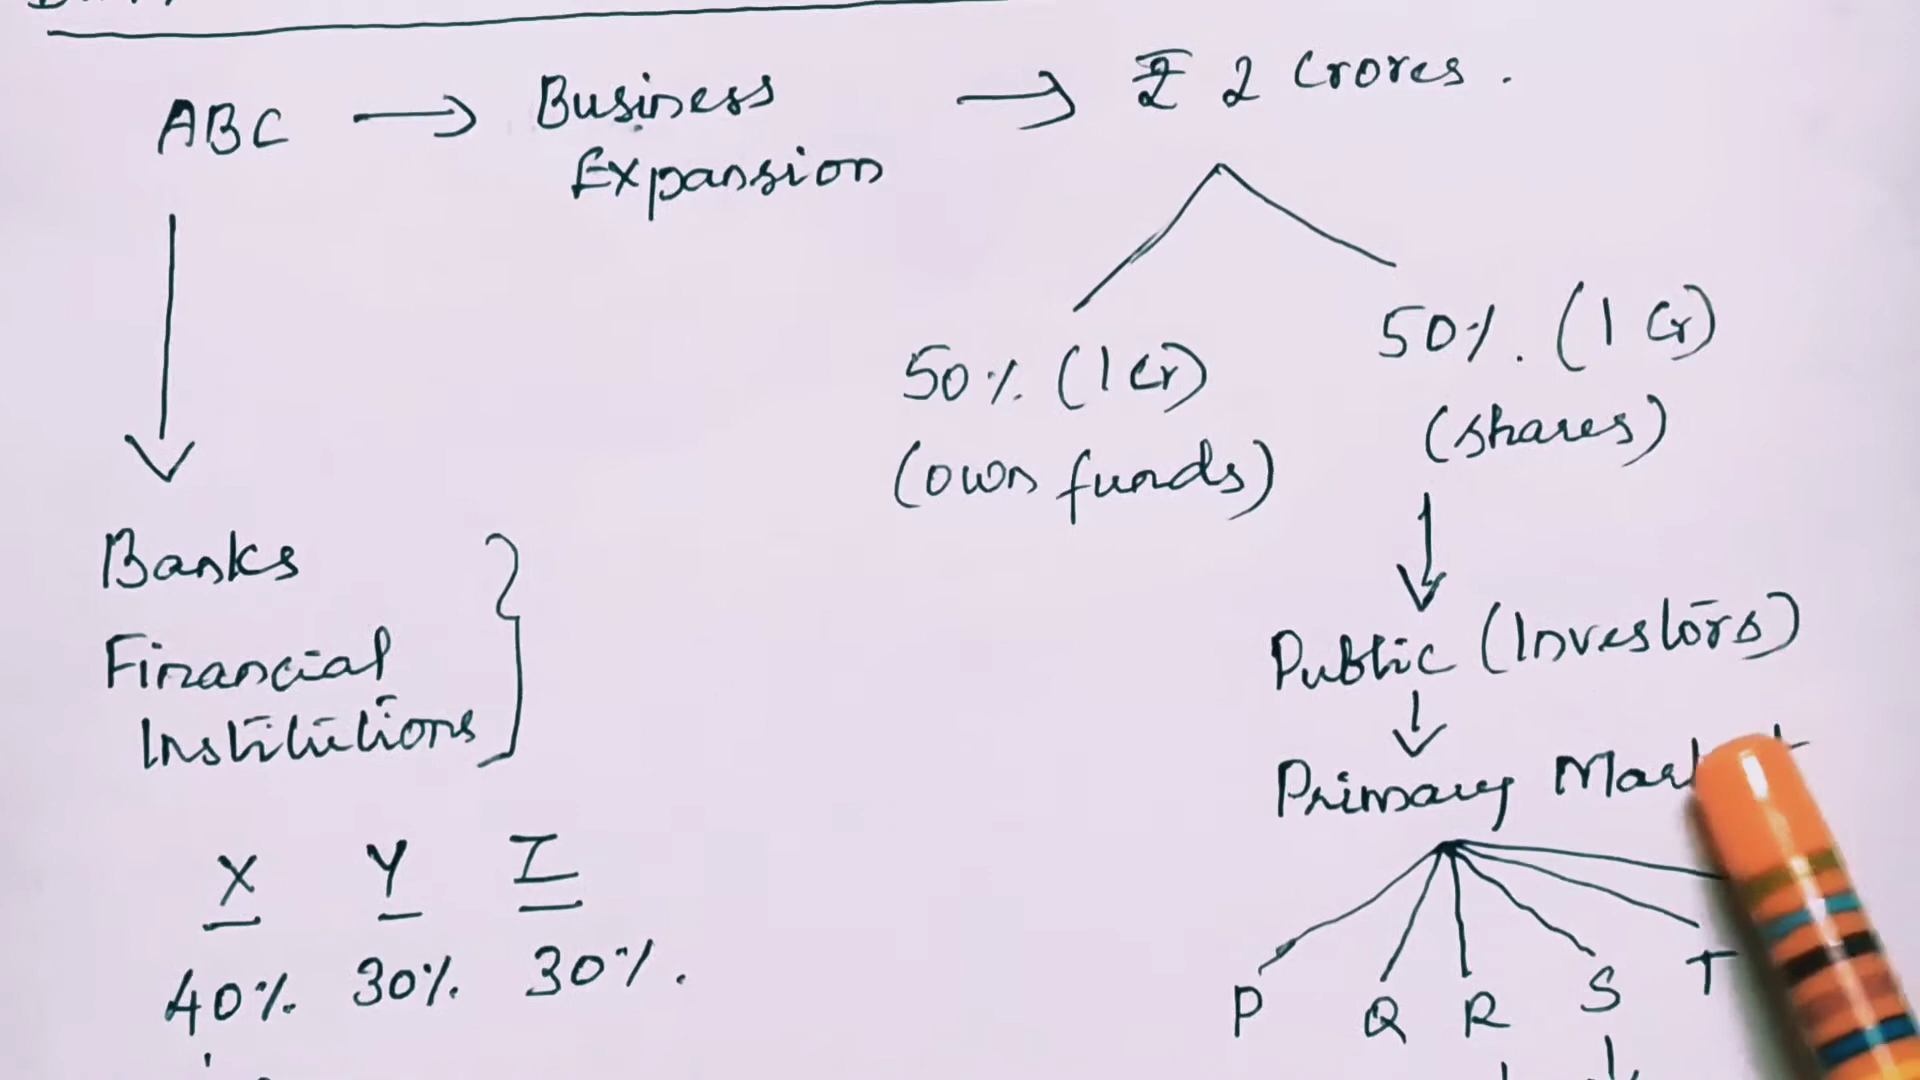 ABC → Business → ₹ 2 Crores.
Expansion
50% (1 Cr)
(own funds)
50%. (1 Cr)
(shares)
Public (Investors)
Primary
P Q R S T
Banks
Financial
Institutions
X Y Z
40%. 30%. 30%.